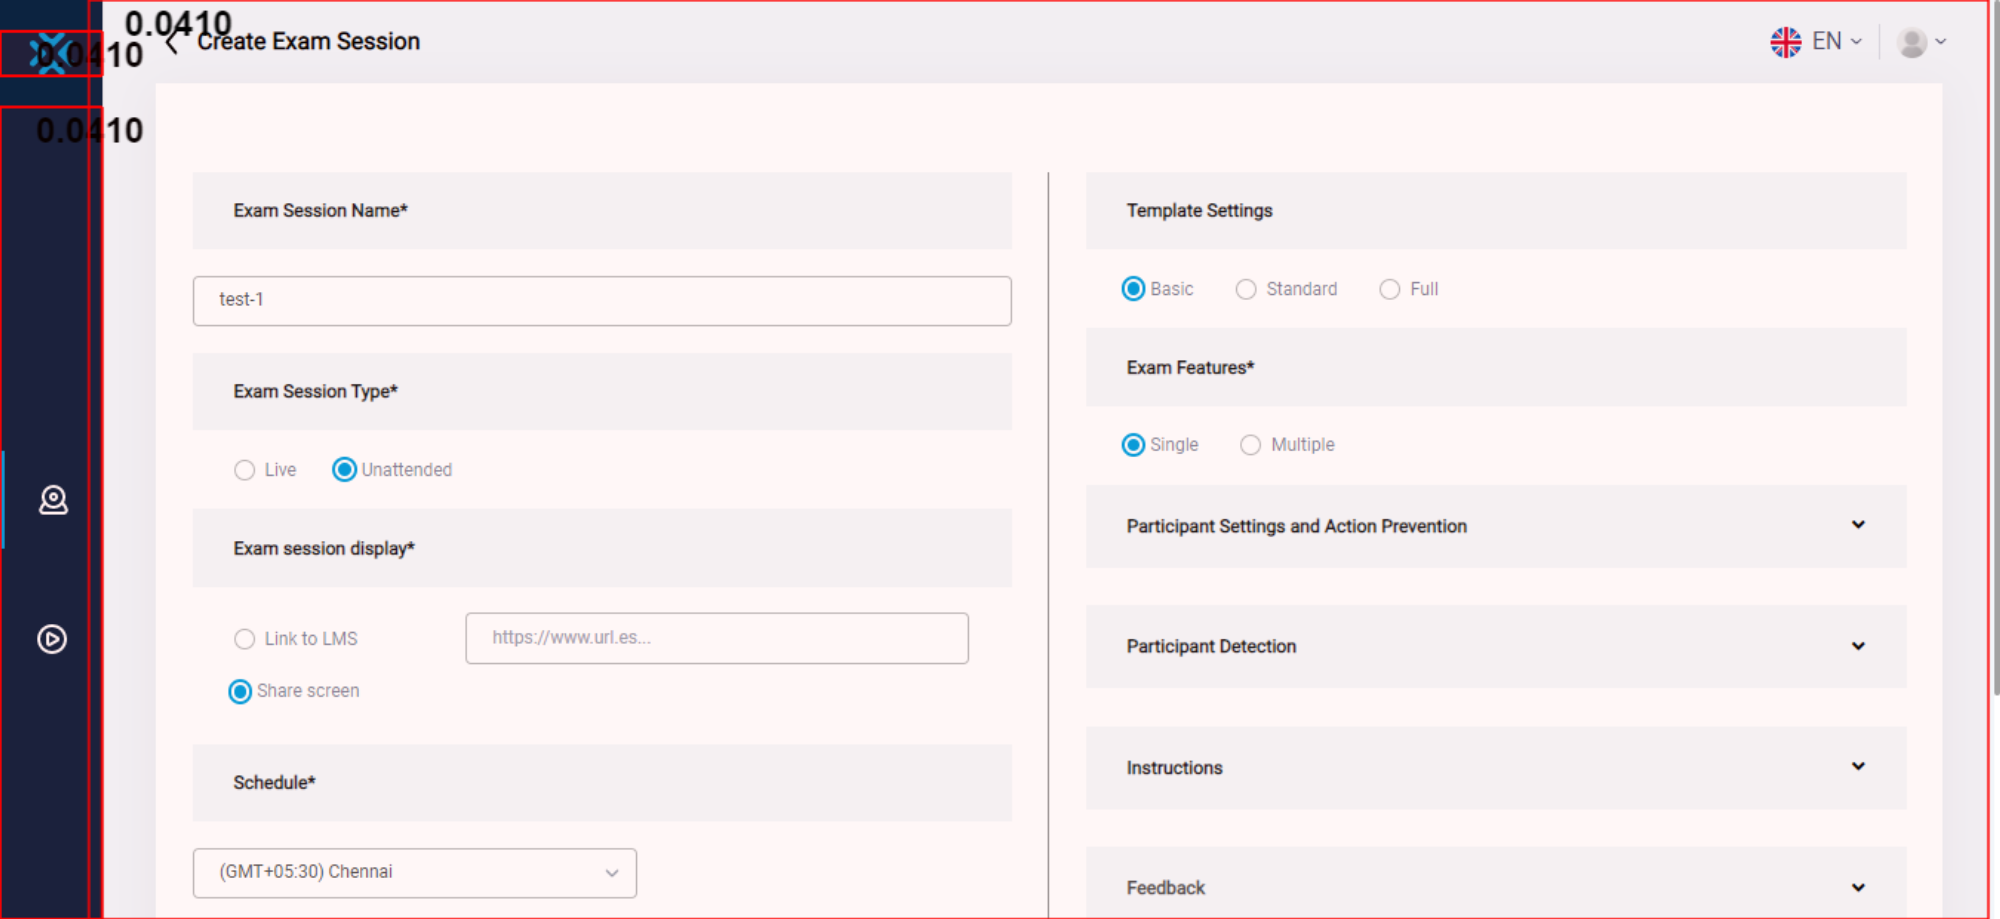 0.0410
0.0410
0.0410
Create Exam Session
EN
Exam Session Name*
test-1
Exam Session Type*
Live
Unattended
Exam session display*
Link to LMS
https://www.url.es...
Share screen
Schedule*
(GMT+05:30) Chennai
Template Settings
Basic
Standard
Full
Exam Features*
Single
Multiple
Participant Settings and Action Prevention
Participant Detection
Instructions
Feedback